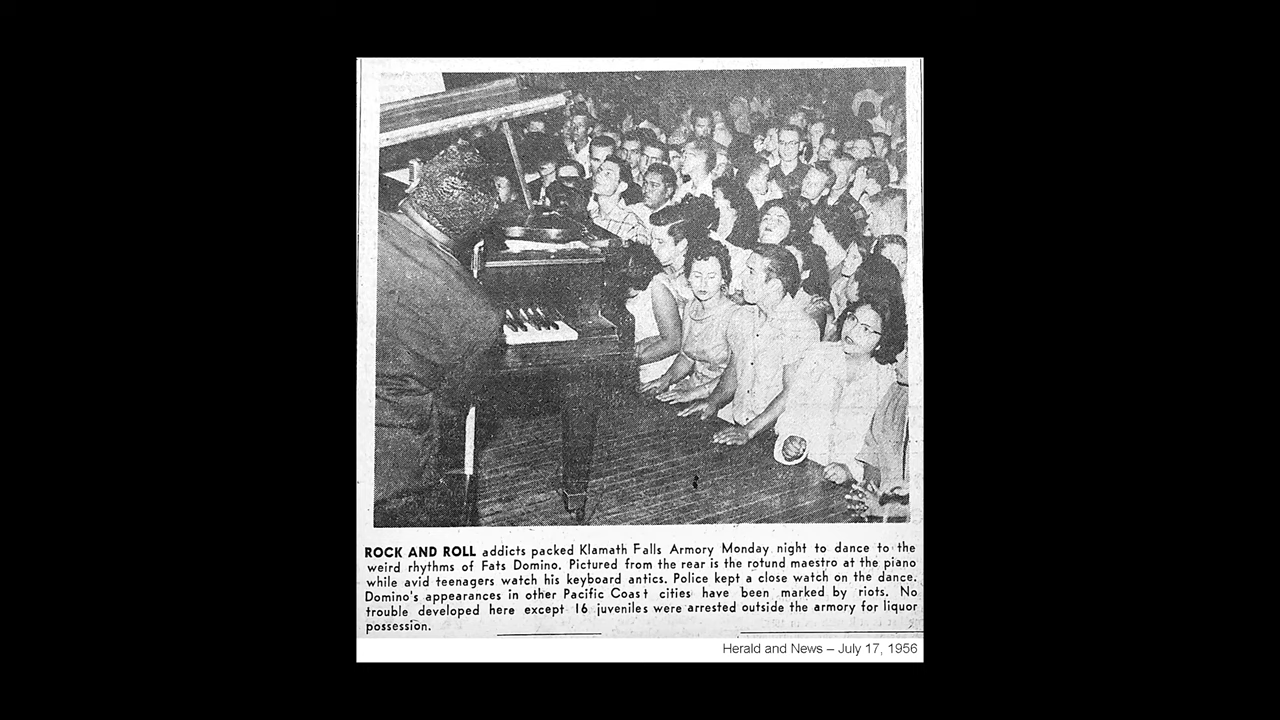 ROCK AND ROLL addicts packed Klamath Falls Armory Monday night to dance to the
weird rhythms of Fats Domino. Pictured from the rear is the rotund maestro at the piano
while avid teenagers watch his keyboard antics. Police kept a close watch on the dance.
Domino's appearances in other Pacific Coast cities have been marked by riots. No
trouble developed here except 16 juveniles were arrested outside the armory for liquor
possession.
Herald and News – July 17, 1956